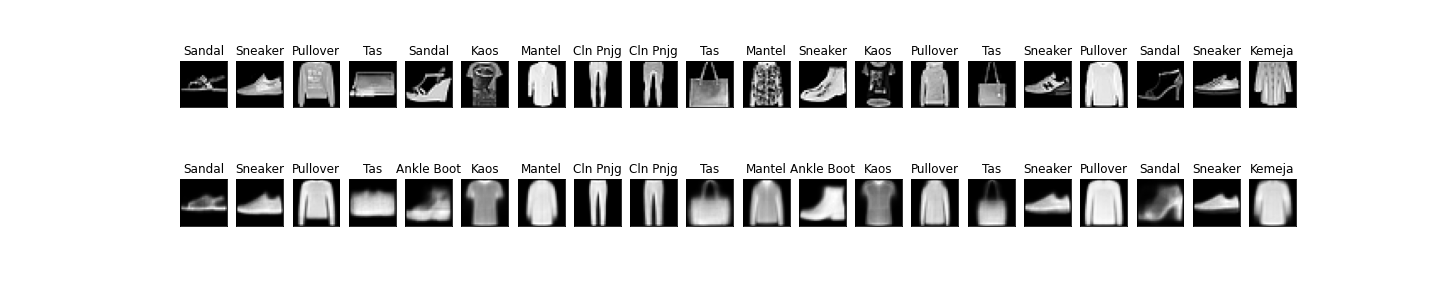 Sandal Sneaker Pullover Tas Sandal Kaos Mantel Cln Pnjg Cln Pnjg Tas Mantel Sneaker Kaos Pullover Tas Sneaker Pullover Sandal Sneaker Kemeja
Sandal Sneaker Pullover Tas Ankle Boot Kaos Mantel Cln Pnjg Cln Pnjg Tas Mantel Ankle Boot Kaos Pullover Tas Sneaker Pullover Sandal Sneaker Kemeja